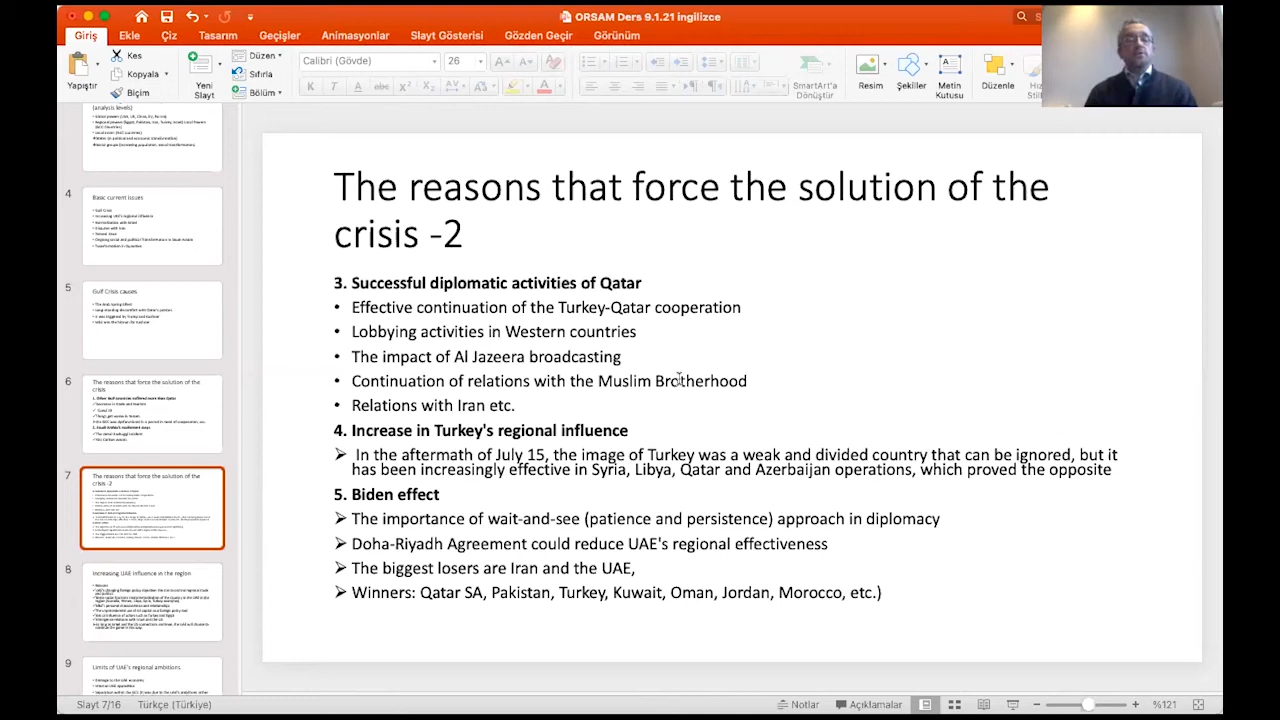 ORSAM Ders 9.1.21 ingilizce
Giriş Ekle Çiz Tasarım Geçişler Animasyonlar Slayt Gösterisi Gözden Geçir Görünüm
Yapıştır
Kes
Kopyala
Biçim
Yeni Slayt
Düzen
Sıfırla
Bölüm
Calibri (Gövde) 26
SmartArt'a Dönüştür
Resim
Şekiller
Metin Kutusu
Düzenle
4
Basic current issues
5
Gulf Crisis causes
6
The reasons that force the solution of the
crisis
7
The reasons that force the solution of the
crisis -2
8
Increasing UAE influence in the region
9
Limits of UAE's regional ambitions
The reasons that force the solution of the
crisis -2
3. Successful diplomatic activities of Qatar
• Effective continuation of the Turkey-Qatar cooperation
• Lobbying activities in Western countries
• The impact of Al Jazeera broadcasting
• Continuation of relations with the Muslim Brotherhood
• Relations with Iran etc.
4. Increase in Turkey's regional influence
➢ In the aftermath of July 15, the image of Turkey was a weak and divided country that can be ignored, but it
has been increasingly effective in Syria, Libya, Qatar and Azerbaijan operations, which proved the opposite
5. Biden effect
➢ The importance of waiting (patience and persistence) and time in diplomacy
➢ Doha-Riyadh Agreement could reduce UAE's regional effectiveness
➢ The biggest losers are Iran and the UAE,
➢ Winners: Qatar, SA, Pakistan, Turkey, Kuwait, Oman, Jordan, Morocco, etc.)
Slayt 7/16 Türkçe (Türkiye) Notlar Açıklamalar %121